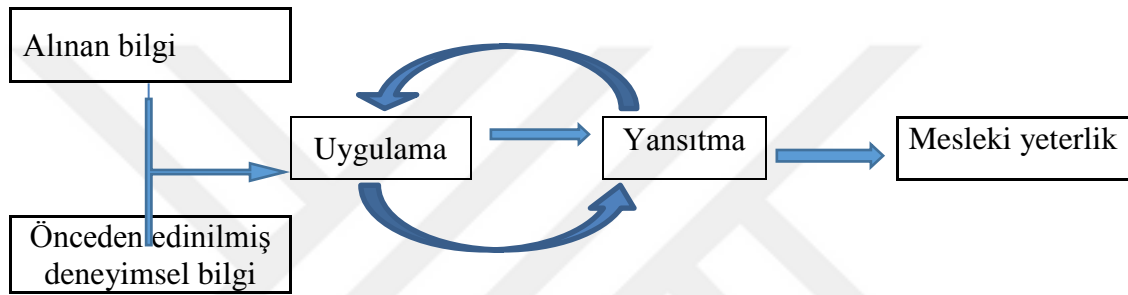 Alınan bilgi
Uygulama
Yansıtma
Mesleki yeterlik
Önceden edinilmiş
deneyimsel bilgi